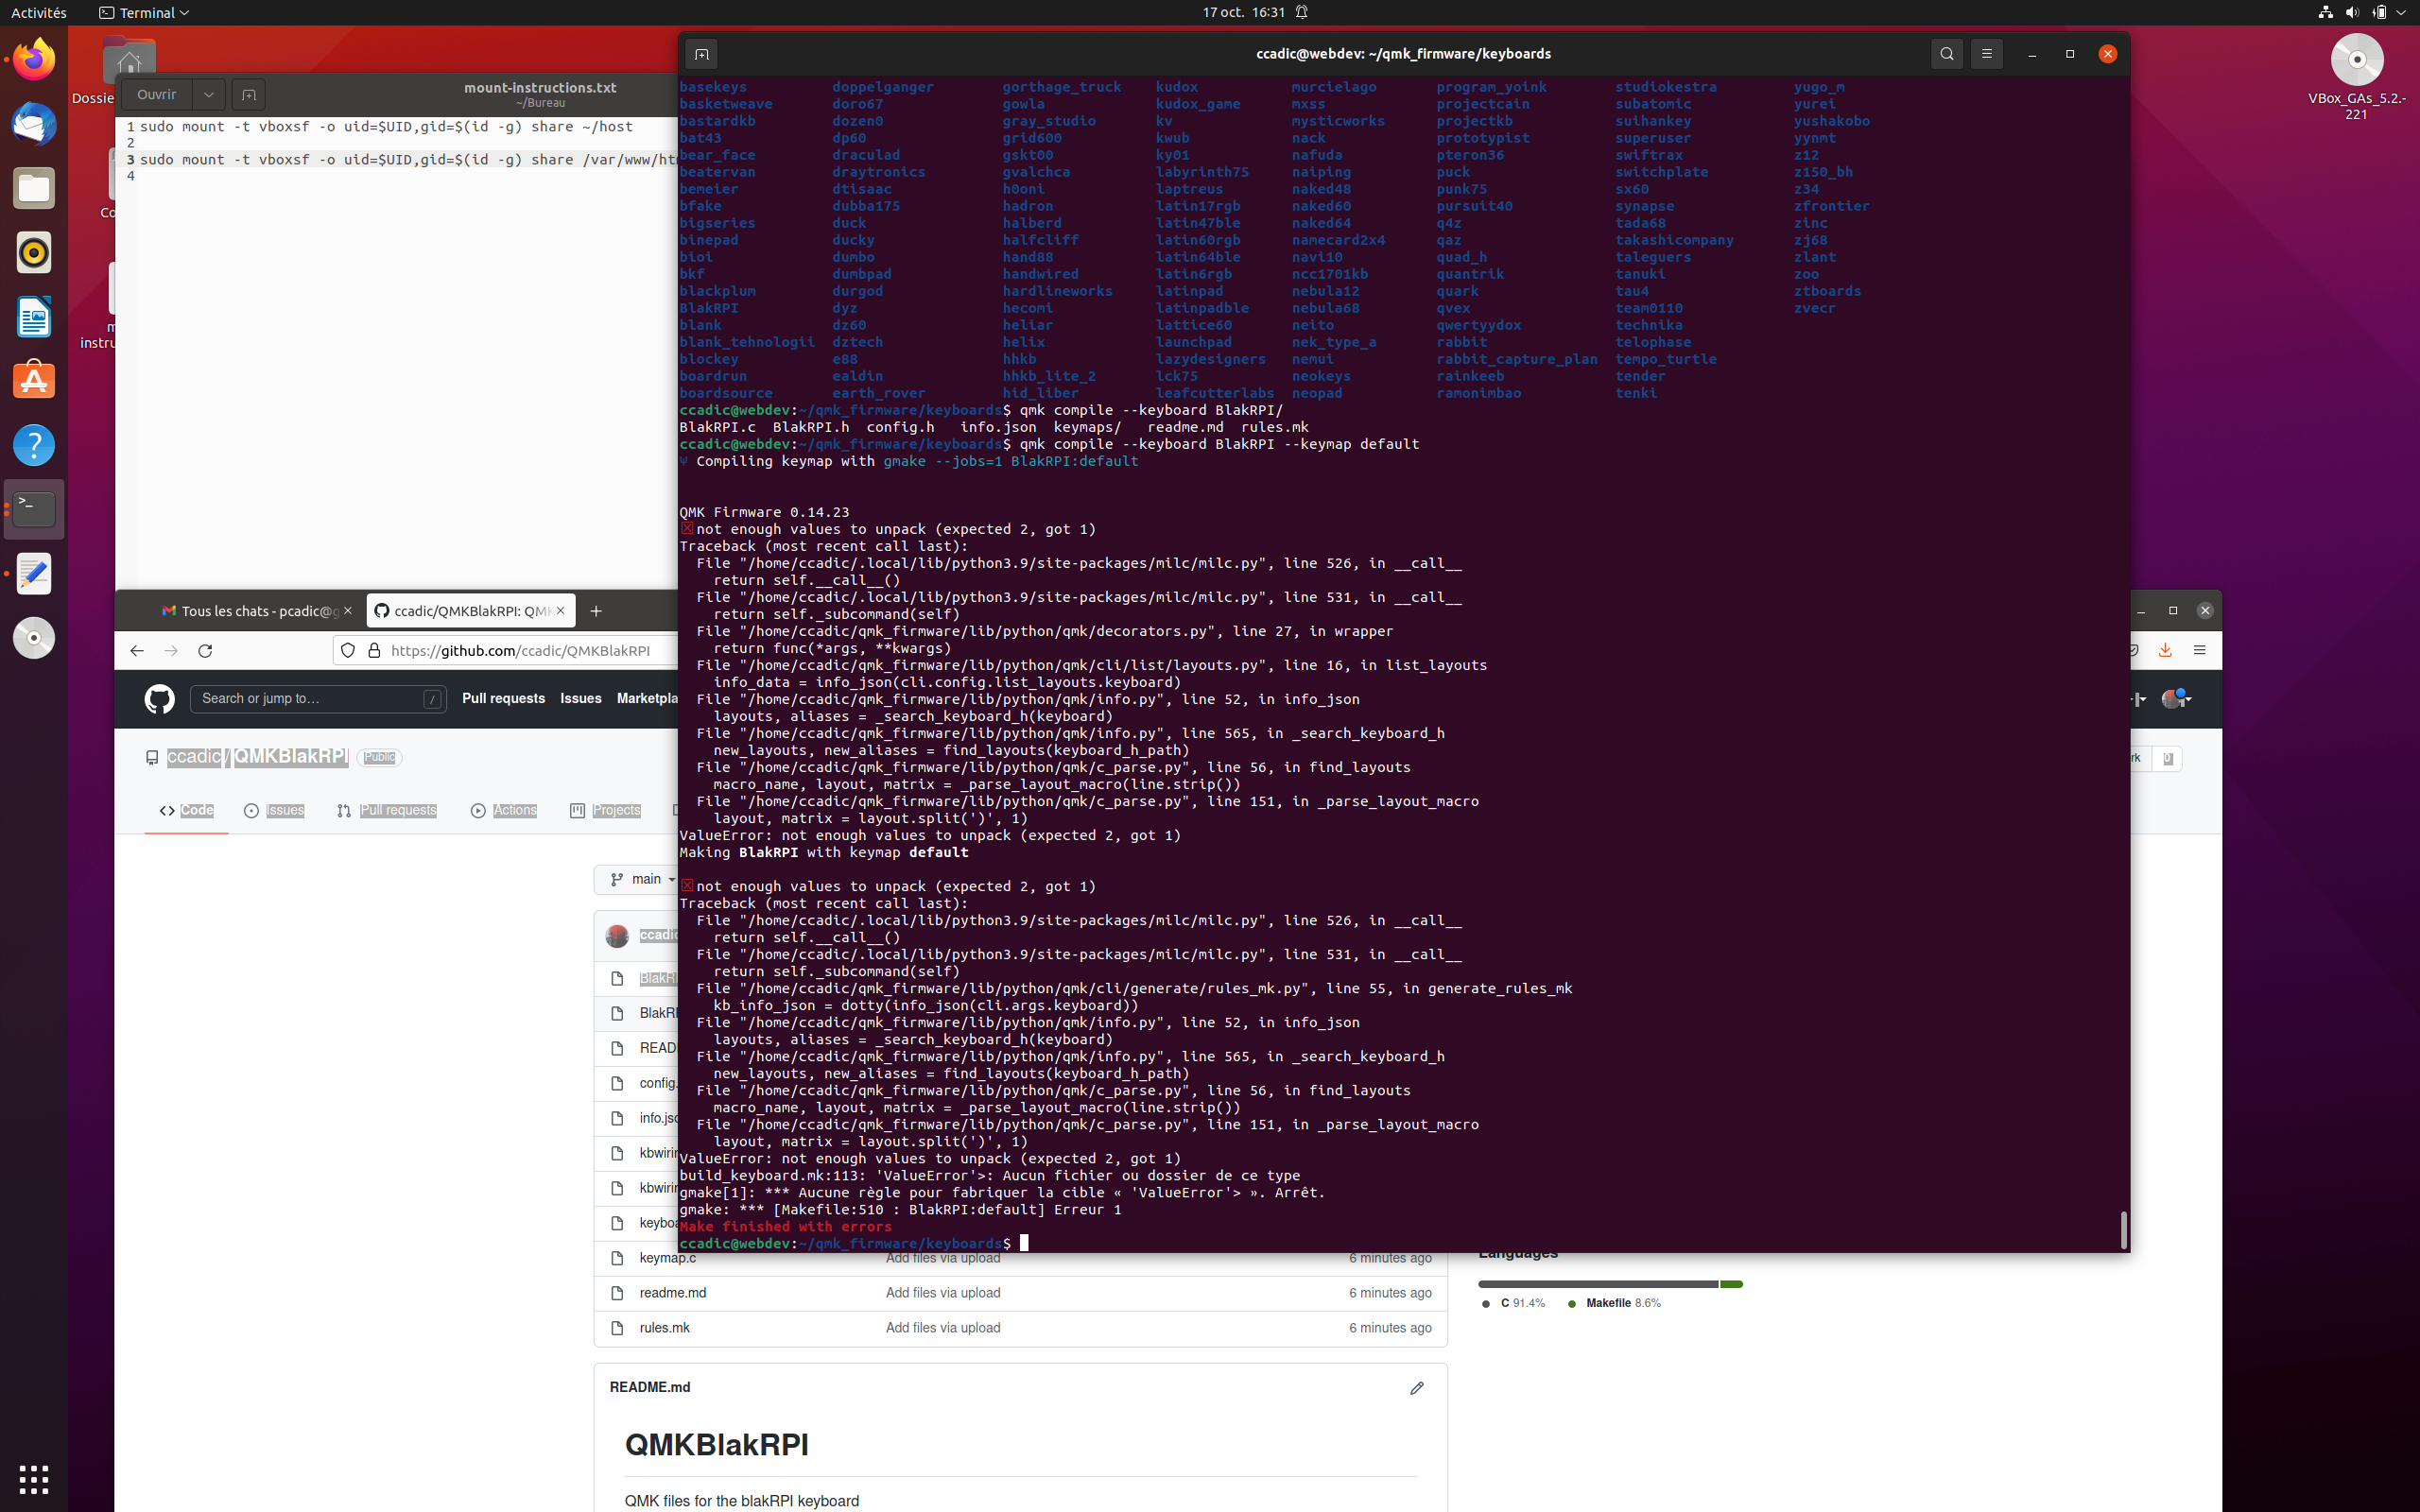 Activités
Terminal
17 oct. 16:31
Dossie
Co
m
instru
VBox_GAs_5.2.-
221
Ouvrir
mount-instructions.txt
~/Bureau
1 sudo mount -t vboxsf -o uid=$UID,gid=$(id -g) share ~/host
2
3 sudo mount -t vboxsf -o uid=$UID,gid=$(id -g) share /var/www/htm
4
ccadic@webdev: ~/qmk_firmware/keyboards
basekeys doppelganger gorthage_truck kudox murcielago program_yoink studiokestra yugo_m
basketweave doro67 gowla kudox_game mxss projectcain subatomic yurei
bastardkb dozen0 gray_studio kv mysticworks projectkb suihankey yushakobo
bat43 dp60 grid600 kwub nack prototypist superuser yynmt
bear_face draculad gskt00 ky01 nafuda pteron36 swiftrax z12
beatervan draytronics gvalchca labyrinth75 naiping puck switchplate z150_bh
bemeier dtisaac h0oni laptreus naked48 punk75 sx60 z34
bfake dubba175 hadron latin17rgb naked60 pursuit40 synapse zfrontier
bigseries duck halberd latin47ble naked64 q4z tada68 zinc
binepad ducky halfcliff latin60rgb namecard2x4 qaz takashicompany zj68
bioi dumbo hand88 latin64ble navi10 quad_h taleguers zlant
bkf dumbpad handwired latin6rgb ncc1701kb quantrik tanuki zoo
blackplum durgod hardlineworks latinpad nebula12 quark tau4 ztboards
BlakRPI dyz hecomi latinpadble nebula68 qvex team0110 zvecr
blank dz60 heliar lattice60 neito qwertyydox technika
blank_tehnologii dztech helix launchpad nek_type_a rabbit telophase
blockey e88 hhkb lazydesigners nemui rabbit_capture_plan tempo_turtle
boardrun ealdin hhkb_lite_2 lck75 neokeys rainkeeb tender
boardsource earth_rover hid_liber leafcutterlabs neopad ramonimbao tenki
ccadic@webdev:~/qmk_firmware/keyboards$ qmk compile --keyboard BlakRPI/
BlakRPI.c BlakRPI.h config.h info.json keymaps/ readme.md rules.mk
ccadic@webdev:~/qmk_firmware/keyboards$ qmk compile --keyboard BlakRPI --keymap default
Ψ Compiling keymap with gmake --jobs=1 BlakRPI:default
QMK Firmware 0.14.23
☒ not enough values to unpack (expected 2, got 1)
Traceback (most recent call last):
File "/home/ccadic/.local/lib/python3.9/site-packages/milc/milc.py", line 526, in __call__
return self.__call__()
File "/home/ccadic/.local/lib/python3.9/site-packages/milc/milc.py", line 531, in __call__
return self._subcommand(self)
File "/home/ccadic/qmk_firmware/lib/python/qmk/decorators.py", line 27, in wrapper
return func(*args, **kwargs)
File "/home/ccadic/qmk_firmware/lib/python/qmk/cli/list/layouts.py", line 16, in list_layouts
info_data = info_json(cli.config.list_layouts.keyboard)
File "/home/ccadic/qmk_firmware/lib/python/qmk/info.py", line 52, in info_json
layouts, aliases = _search_keyboard_h(keyboard)
File "/home/ccadic/qmk_firmware/lib/python/qmk/info.py", line 565, in _search_keyboard_h
new_layouts, new_aliases = find_layouts(keyboard_h_path)
File "/home/ccadic/qmk_firmware/lib/python/qmk/c_parse.py", line 56, in find_layouts
macro_name, layout, matrix = _parse_layout_macro(line.strip())
File "/home/ccadic/qmk_firmware/lib/python/qmk/c_parse.py", line 151, in _parse_layout_macro
layout, matrix = layout.split(')', 1)
ValueError: not enough values to unpack (expected 2, got 1)
Making BlakRPI with keymap default
☒ not enough values to unpack (expected 2, got 1)
Traceback (most recent call last):
File "/home/ccadic/.local/lib/python3.9/site-packages/milc/milc.py", line 526, in __call__
return self.__call__()
File "/home/ccadic/.local/lib/python3.9/site-packages/milc/milc.py", line 531, in __call__
return self._subcommand(self)
File "/home/ccadic/qmk_firmware/lib/python/qmk/cli/generate/rules_mk.py", line 55, in generate_rules_mk
kb_info_json = dotty(info_json(cli.args.keyboard))
File "/home/ccadic/qmk_firmware/lib/python/qmk/info.py", line 52, in info_json
layouts, aliases = _search_keyboard_h(keyboard)
File "/home/ccadic/qmk_firmware/lib/python/qmk/info.py", line 565, in _search_keyboard_h
new_layouts, new_aliases = find_layouts(keyboard_h_path)
File "/home/ccadic/qmk_firmware/lib/python/qmk/c_parse.py", line 56, in find_layouts
macro_name, layout, matrix = _parse_layout_macro(line.strip())
File "/home/ccadic/qmk_firmware/lib/python/qmk/c_parse.py", line 151, in _parse_layout_macro
layout, matrix = layout.split(')', 1)
ValueError: not enough values to unpack (expected 2, got 1)
build_keyboard.mk:113: 'ValueError'>: Aucun fichier ou dossier de ce type
gmake[1]: *** Aucune règle pour fabriquer la cible « 'ValueError'> ». Arrêt.
gmake: *** [Makefile:510 : BlakRPI:default] Erreur 1
Make finished with errors
ccadic@webdev:~/qmk_firmware/keyboards$
Tous les chats - pcadic@g
ccadic/QMKBlakRPI: QMK
https://github.com/ccadic/QMKBlakRPI
Search or jump to…
/
Pull requests
Issues
Marketpla
ccadic/QMKBlakRPI Public
rk 0
Code
Issues
Pull requests
Actions
Projects
main
ccadic
BlakR
BlakRP
READ
config.
info.jso
kbwirin
kbwirin
keyboa
keymap.c Add files via upload 6 minutes ago
readme.md Add files via upload 6 minutes ago
rules.mk Add files via upload 6 minutes ago
Languages
C 91.4% Makefile 8.6%
README.md
QMKBlakRPI
QMK files for the blakRPI keyboard